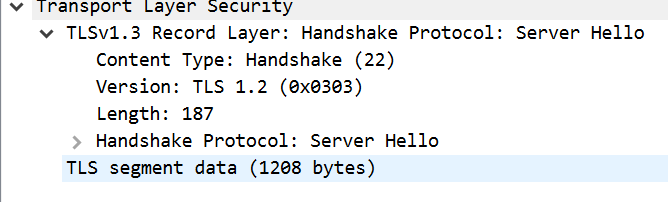 Transport Layer Security
TLSv1.3 Record Layer: Handshake Protocol: Server Hello
Content Type: Handshake (22)
Version: TLS 1.2 (0x0303)
Length: 187
Handshake Protocol: Server Hello
TLS segment data (1208 bytes)